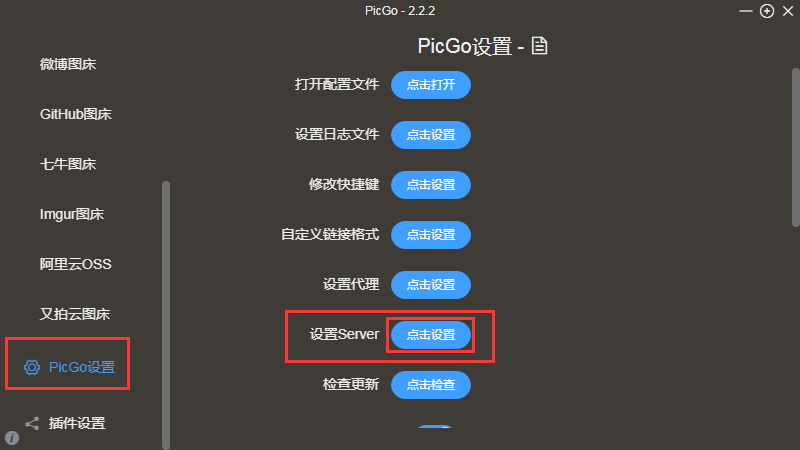 PicGo - 2.2.2
微博图床
GitHub图床
七牛图床
Imgur图床
阿里云OSS
又拍云图床
PicGo设置
插件设置
PicGo设置 -
打开配置文件 点击打开
设置日志文件 点击设置
修改快捷键 点击设置
自定义链接格式 点击设置
设置代理 点击设置
设置Server 点击设置
检查更新 点击检查